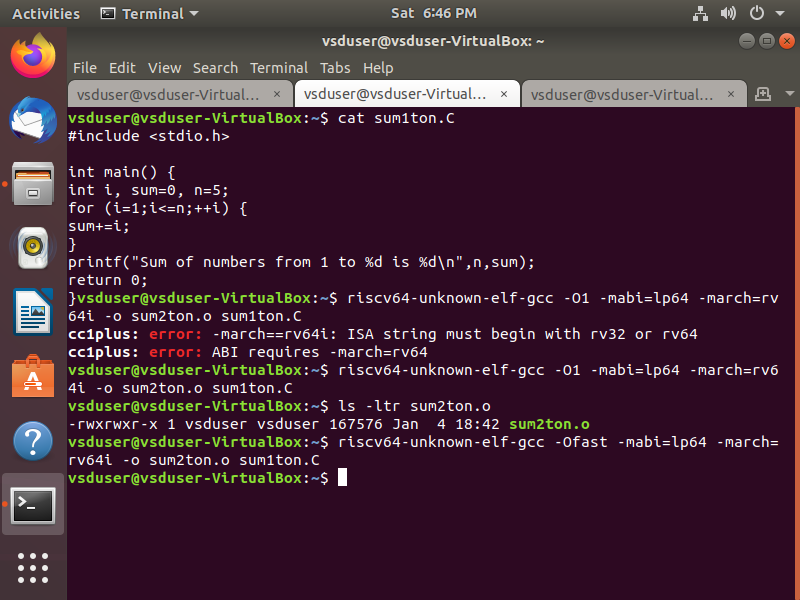 Activities Terminal Sat 6:46 PM
vsduser@vsduser-VirtualBox: ~
File Edit View Search Terminal Tabs Help
vsduser@vsduser-Virtual... × vsduser@vsduser-Virtual... × vsduser@vsduser-Virtual... ×
vsduser@vsduser-VirtualBox:~$ cat sum1ton.C
#include <stdio.h>
int main() {
int i, sum=0, n=5;
for (i=1;i<=n;++i) {
sum+=i;
}
printf("Sum of numbers from 1 to %d is %d\n",n,sum);
return 0;
}vsduser@vsduser-VirtualBox:~$ riscv64-unknown-elf-gcc -O1 -mabi=lp64 -march=rv
64i -o sum2ton.o sum1ton.C
cc1plus: error: -march==rv64i: ISA string must begin with rv32 or rv64
cc1plus: error: ABI requires -march=rv64
vsduser@vsduser-VirtualBox:~$ riscv64-unknown-elf-gcc -O1 -mabi=lp64 -march=rv6
4i -o sum2ton.o sum1ton.C
vsduser@vsduser-VirtualBox:~$ ls -ltr sum2ton.o
-rwxrwxr-x 1 vsduser vsduser 167576 Jan  4 18:42 sum2ton.o
vsduser@vsduser-VirtualBox:~$ riscv64-unknown-elf-gcc -Ofast -mabi=lp64 -march=
rv64i -o sum2ton.o sum1ton.C
vsduser@vsduser-VirtualBox:~$